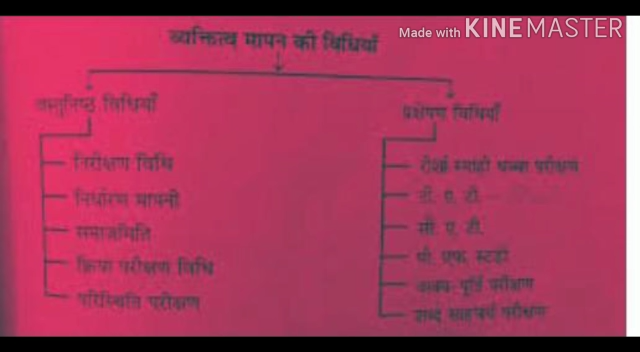 Made with KINEMASTER
व्यक्तित्व मापन की विधियाँ
वस्तुनिष्ठ विधियाँ
निरीक्षण विधि
निर्धारण मापनी
समाजमिति
क्रिया परीक्षण विधि
परिस्थिति परीक्षण
प्रक्षेपण विधियाँ
रोर्शा स्याही धब्बा परीक्षण
टी. ए. टी.
सी. ए. टी.
पी. एफ. स्टडी
वाक्य पूर्ति परीक्षण
शब्द साहचर्य परीक्षण